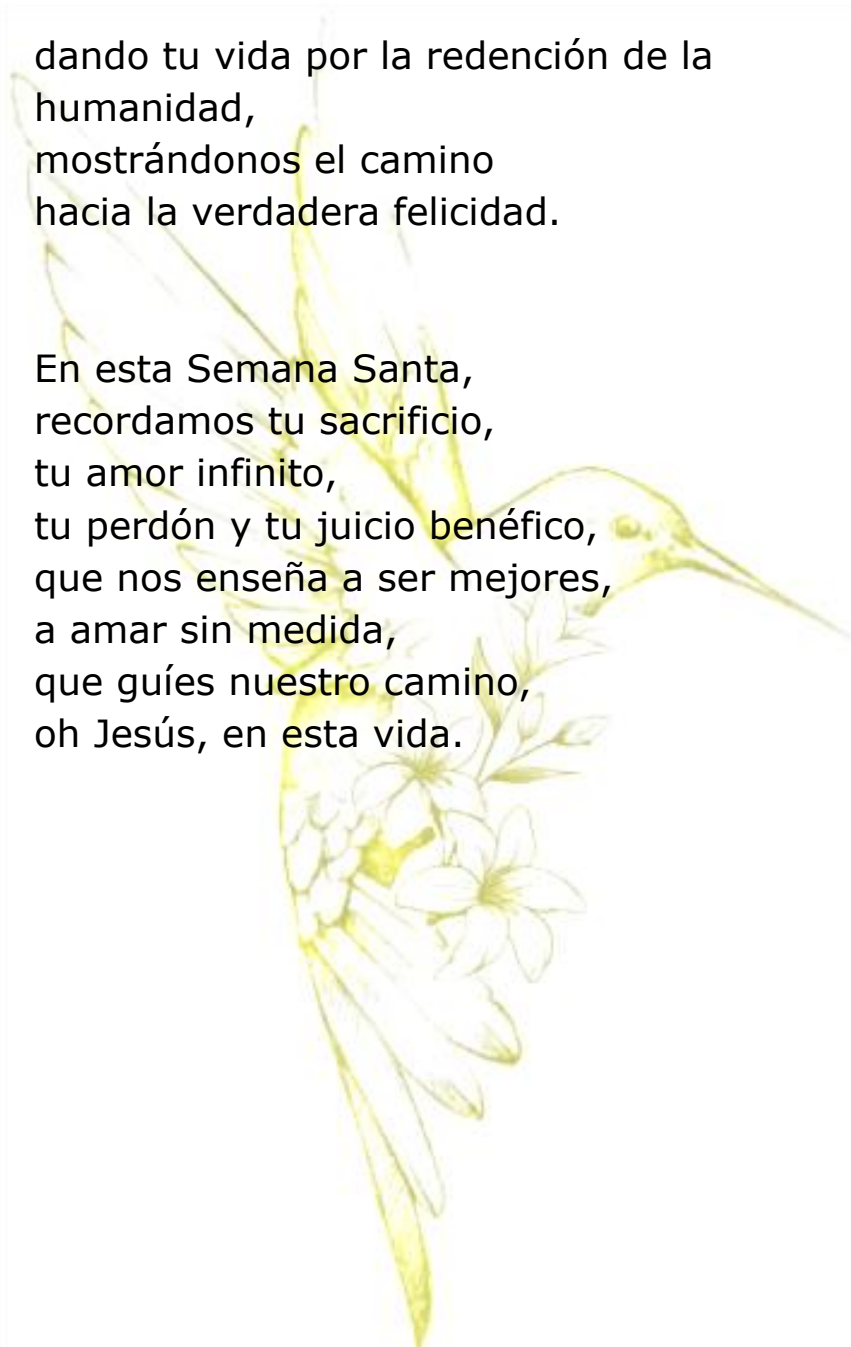 dando tu vida por la redención de la
humanidad,
mostrándonos el camino
hacia la verdadera felicidad.
En esta Semana Santa,
recordamos tu sacrificio,
tu amor infinito,
tu perdón y tu juicio benéfico,
que nos enseña a ser mejores,
a amar sin medida,
que guíes nuestro camino,
oh Jesús, en esta vida.